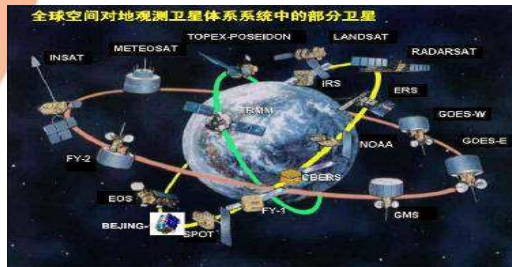 全球空间对地观测卫星体系系统中的部分卫星
TOPEX-POSEIDON
LANDSAT
METEOSAT
RADARSAT
INSAT
IRS
ERS
TRMM
GOES-W
GOES-E
NOAA
FY-2
CBERS
EOS
FY-1
GMS
BEJING-
SPOT